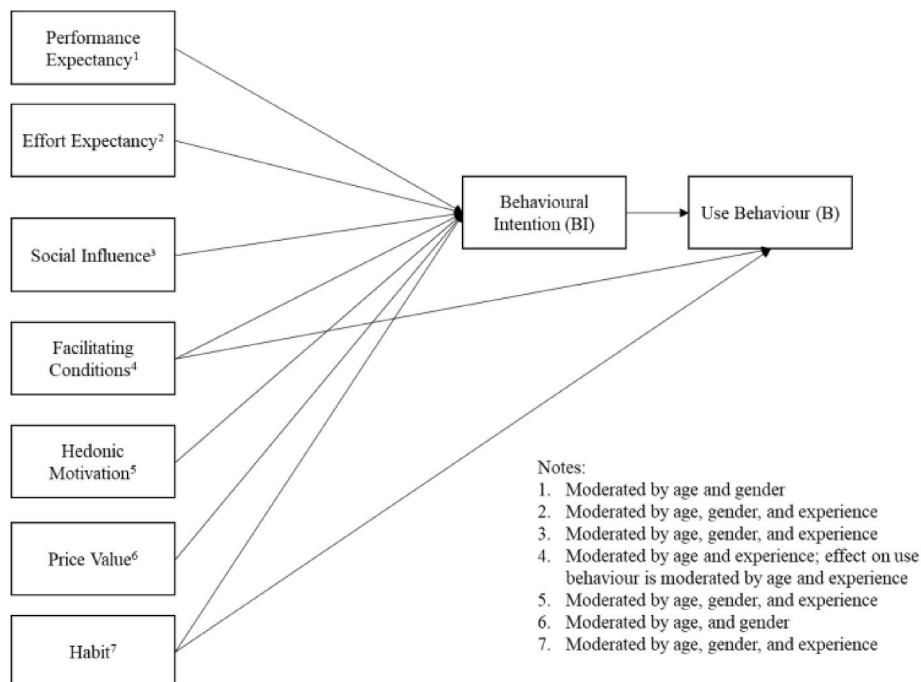 Performance
Expectancy¹
Effort Expectancy²
Social Influence³
Facilitating
Conditions⁴
Hedonic
Motivation⁵
Price Value⁶
Habit⁷
Behavioural
Intention (BI)
Use Behaviour (B)
Notes:
1. Moderated by age and gender
2. Moderated by age, gender, and experience
3. Moderated by age, gender, and experience
4. Moderated by age and experience; effect on use
behaviour is moderated by age and experience
5. Moderated by age, gender, and experience
6. Moderated by age, and gender
7. Moderated by age, gender, and experience